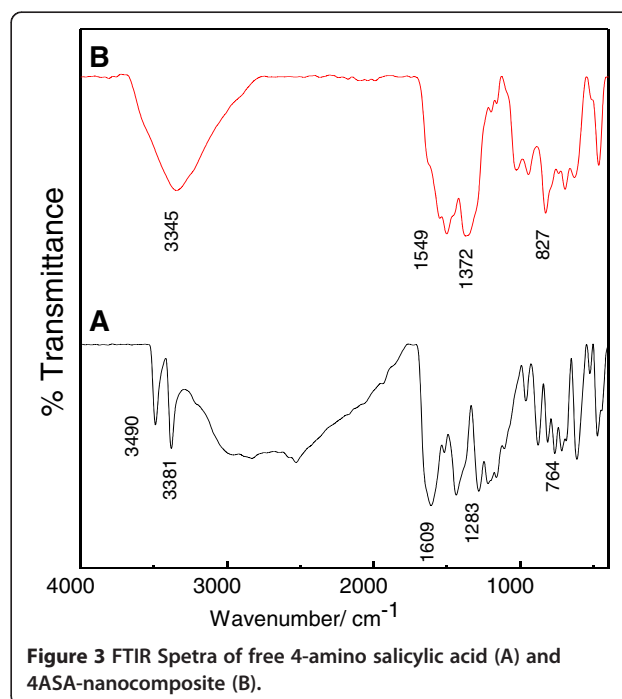 B
3345
1549
1372
827
% Transmittance
A
3490
3381
1609
1283
764
4000 3000 2000 1000
Wavenumber/ cm⁻¹
Figure 3 FTIR Spetra of free 4-amino salicylic acid (A) and
4ASA-nanocomposite (B).